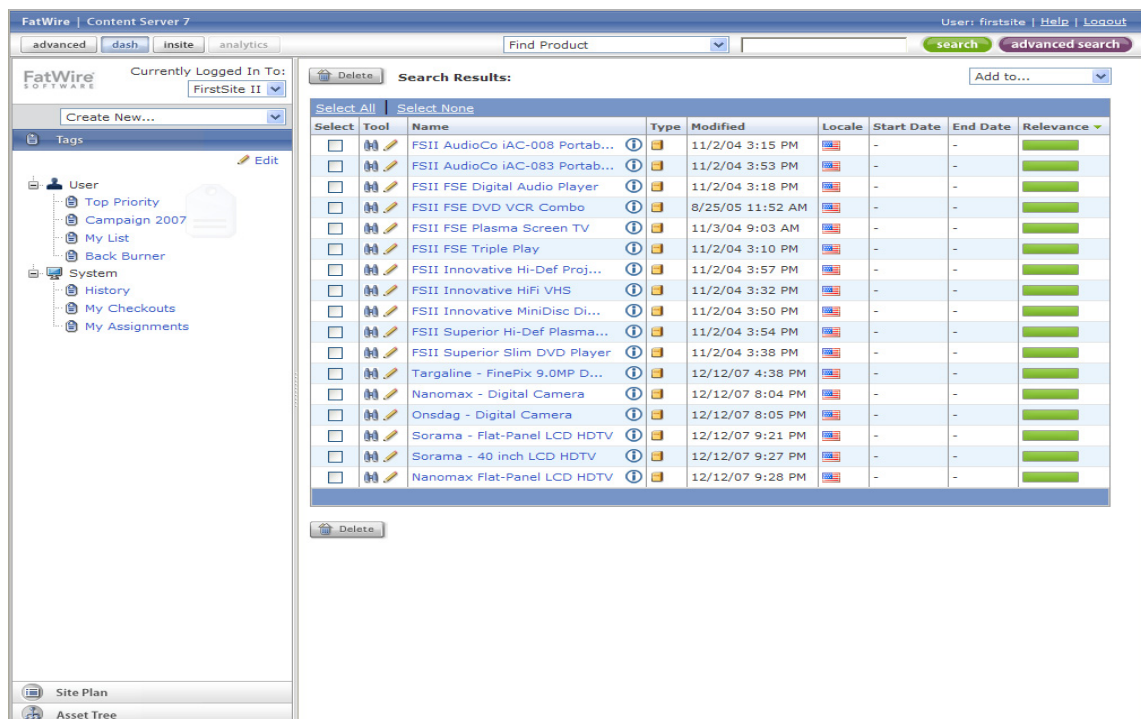 FatWire | Content Server 7
User: firstsite | Help | Logout
advanced dash insite analytics
Find Product
search advanced search
FatWire SOFTWARE
Currently Logged In To:
FirstSite II
Create New...
Tags
Edit
User
Top Priority
Campaign 2007
My List
Back Burner
System
History
My Checkouts
My Assignments
Site Plan
Asset Tree
Delete Search Results: Add to...
Select All | Select None
Select Tool Name Type Modified Locale Start Date End Date Relevance
FSII AudioCo iAC-008 Portab... 11/2/04 3:15 PM - -
FSII AudioCo iAC-083 Portab... 11/2/04 3:53 PM - -
FSII FSE Digital Audio Player 11/2/04 3:18 PM - -
FSII FSE DVD VCR Combo 8/25/05 11:52 AM - -
FSII FSE Plasma Screen TV 11/3/04 9:03 AM - -
FSII FSE Triple Play 11/2/04 3:10 PM - -
FSII Innovative Hi-Def Proj... 11/2/04 3:57 PM - -
FSII Innovative HiFi VHS 11/2/04 3:32 PM - -
FSII Innovative MiniDisc Di... 11/2/04 3:50 PM - -
FSII Superior Hi-Def Plasma... 11/2/04 3:54 PM - -
FSII Superior Slim DVD Player 11/2/04 3:38 PM - -
Targaline - FinePix 9.0MP D... 12/12/07 4:38 PM - -
Nanomax - Digital Camera 12/12/07 8:04 PM - -
Onsdag - Digital Camera 12/12/07 8:05 PM - -
Sorama - Flat-Panel LCD HDTV 12/12/07 9:21 PM - -
Sorama - 40 inch LCD HDTV 12/12/07 9:27 PM - -
Nanomax Flat-Panel LCD HDTV 12/12/07 9:28 PM - -
Delete